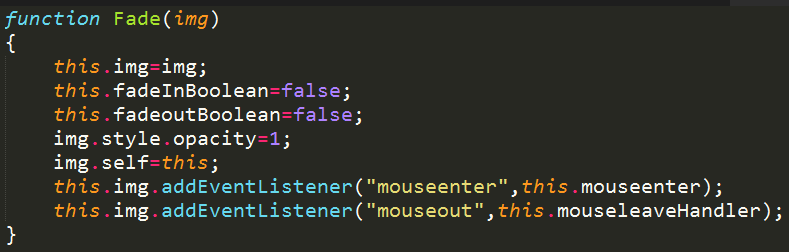 function Fade(img)
{
    this.img=img;
    this.fadeInBoolean=false;
    this.fadeoutBoolean=false;
    img.style.opacity=1;
    img.self=this;
    this.img.addEventListener("mouseenter",this.mouseenter);
    this.img.addEventListener("mouseout",this.mouseleaveHandler);
}